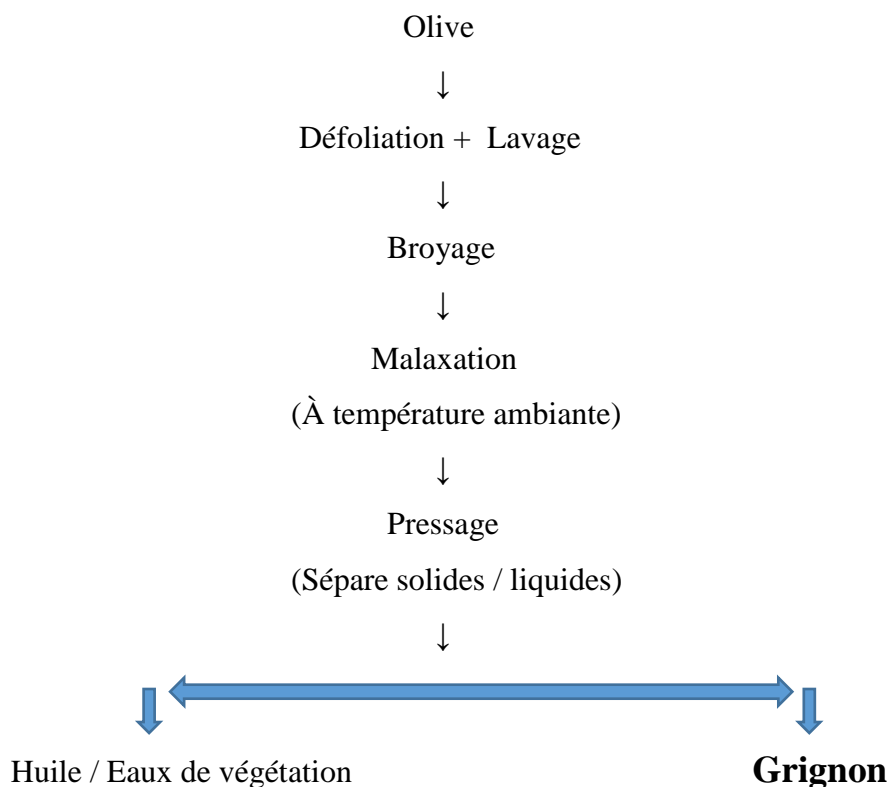 Olive
↓
Défoliation + Lavage
↓
Broyage
↓
Malaxation
(À température ambiante)
↓
Pressage
(Sépare solides / liquides)
↓
Huile / Eaux de végétation
Grignon